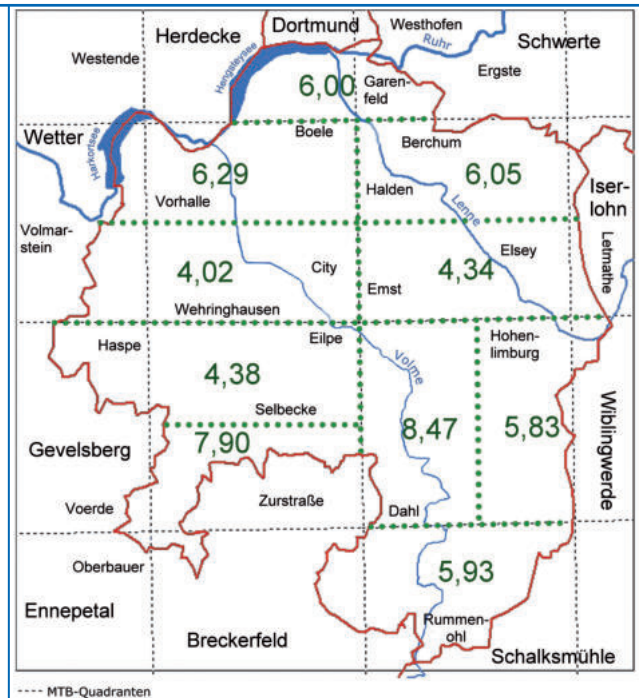 Herdecke
Dortmund
Westhofen
Ruhr
Schwerte
Westende
Hengsteysee
6,00
Garen-
feld
Ergste
Wetter
Harkortsee
Boele
Berchum
6,29
Halden
6,05
Iser-
lohn
Vorhalle
Lenne
Letmathe
Volmar-
stein
4,02
City
Emst
4,34
Elsey
Wehringhausen
Haspe
Eilpe
Volme
Hohen-
limburg
4,38
Selbecke
8,47
5,83
Wiblingwerde
Gevelsberg
7,90
Voerde
Zurstraße
Dahl
Oberbauer
5,93
Ennepetal
Breckerfeld
Rummen-
ohl
Schalksmühle
---- MTB-Quadranten